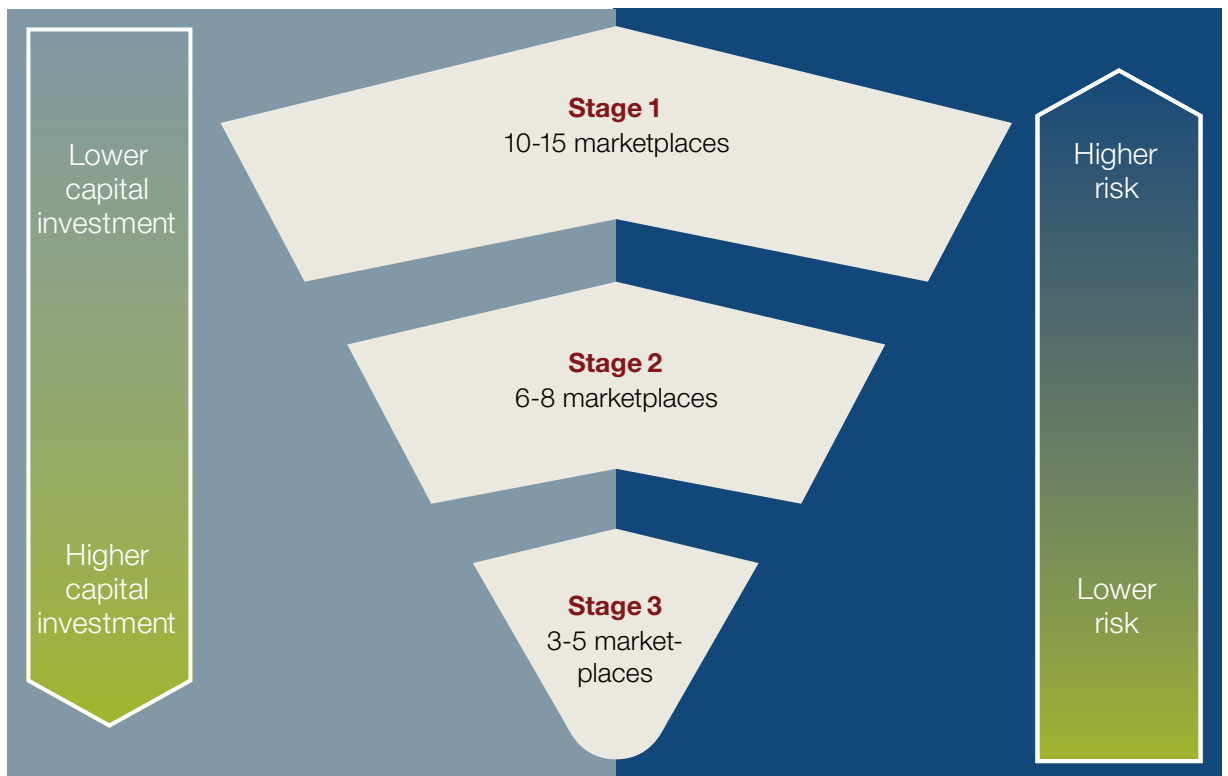 Lower
capital
investment
Higher
capital
investment
Stage 1
10-15 marketplaces
Stage 2
6-8 marketplaces
Stage 3
3-5 market-
places
Higher
risk
Lower
risk